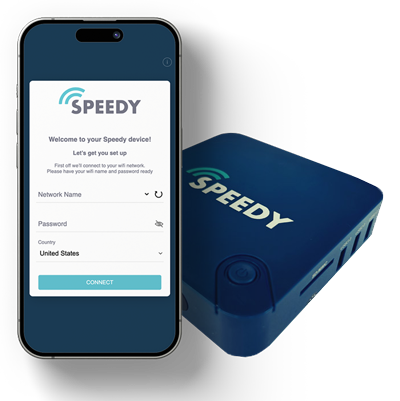 SPEEDY
Welcome to your Speedy device!
Let's get you set up
First off we'll connect to your wifi network.
Please have your wifi name and password ready
Network Name
Password
Country
United States
CONNECT
SPEEDY